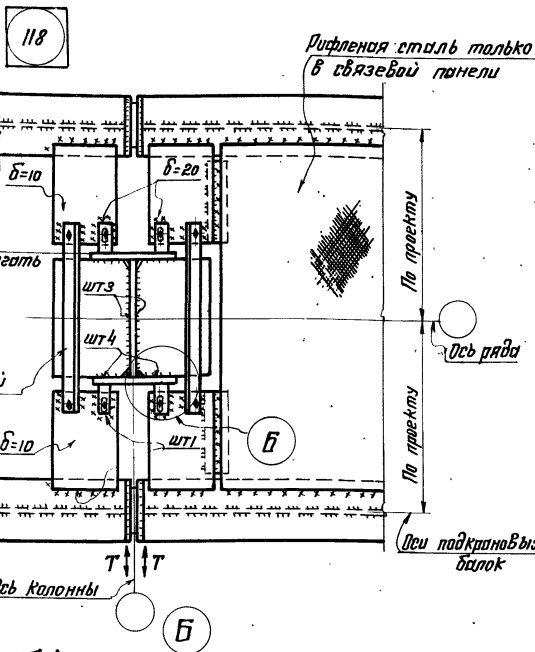 118
Рифленая сталь только
в связевой панели
δ=10
δ=20
шт3
По проекту
Ось ряда
шт4
шт1
Б
δ=10
По проекту
Оси подкрановых
балок
Т Т
колонны
Б